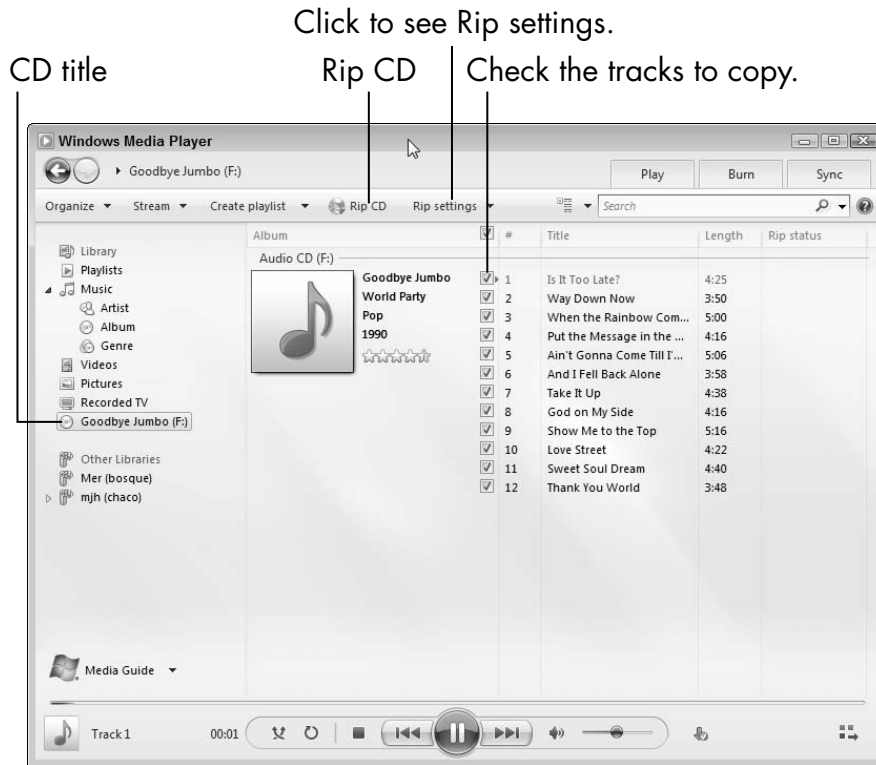 Click to see Rip settings.
CD title Rip CD Check the tracks to copy.
Windows Media Player
Goodbye Jumbo (F:) Play Burn Sync
Organize Stream Create playlist Rip CD Rip settings Search
Album # Title Length Rip status
Audio CD (F:)
Goodbye Jumbo
World Party
Pop
1990
1 Is It Too Late? 4:25
2 Way Down Now 3:50
3 When the Rainbow Com... 5:00
4 Put the Message in the ... 4:16
5 Ain't Gonna Come Till I'... 5:06
6 And I Fell Back Alone 3:58
7 Take It Up 4:38
8 God on My Side 4:16
9 Show Me to the Top 5:16
10 Love Street 4:22
11 Sweet Soul Dream 4:40
12 Thank You World 3:48
Library
Playlists
Music
Artist
Album
Genre
Videos
Pictures
Recorded TV
Goodbye Jumbo (F:)
Other Libraries
Mer (bosque)
mjh (chaco)
Media Guide
Track 1 00:01